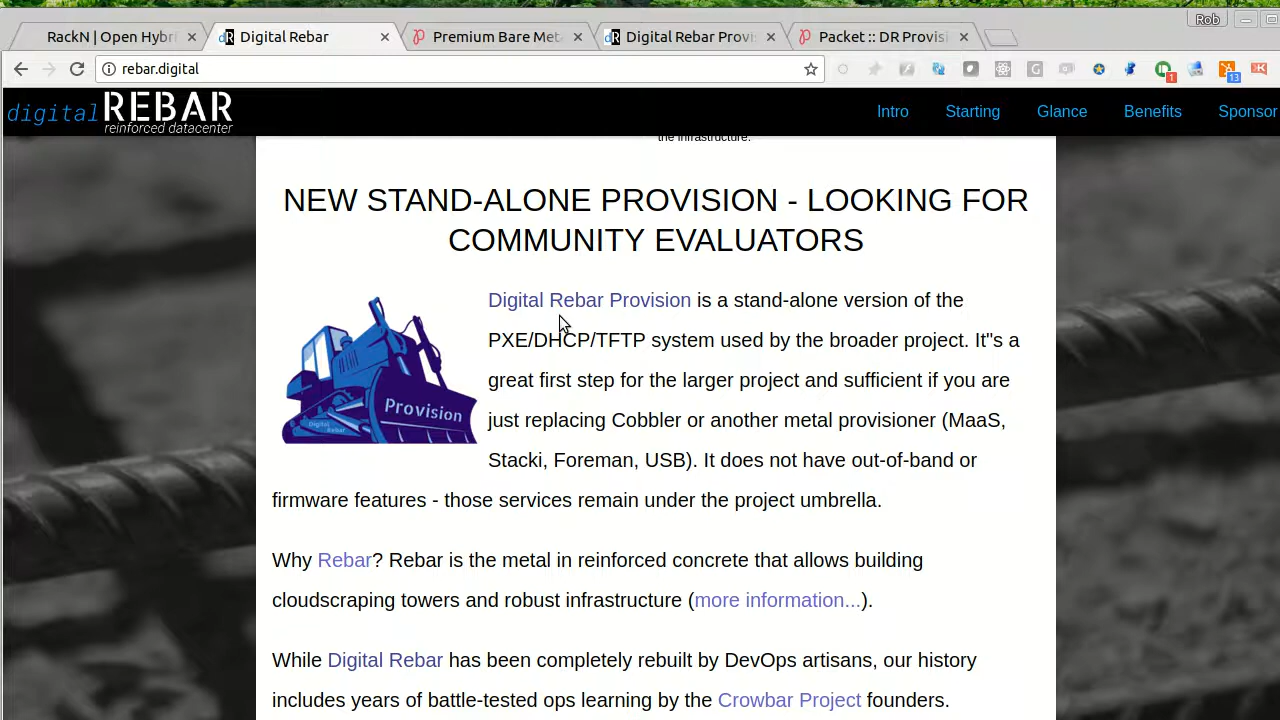 Rob
RackN | Open Hybri
Digital Rebar
Premium Bare Met
Digital Rebar Provis
Packet :: DR Provisi
rebar.digital
1
13
digital REBAR
reinforced datacenter
Intro Starting Glance Benefits Sponsor
the infrastructure.
NEW STAND-ALONE PROVISION - LOOKING FOR
COMMUNITY EVALUATORS
Digital Rebar Provision is a stand-alone version of the
PXE/DHCP/TFTP system used by the broader project. It"s a
great first step for the larger project and sufficient if you are
just replacing Cobbler or another metal provisioner (MaaS,
Stacki, Foreman, USB). It does not have out-of-band or
firmware features - those services remain under the project umbrella.
Provision
Digital
Rebar
Why Rebar? Rebar is the metal in reinforced concrete that allows building
cloudscraping towers and robust infrastructure (more information...).
While Digital Rebar has been completely rebuilt by DevOps artisans, our history
includes years of battle-tested ops learning by the Crowbar Project founders.